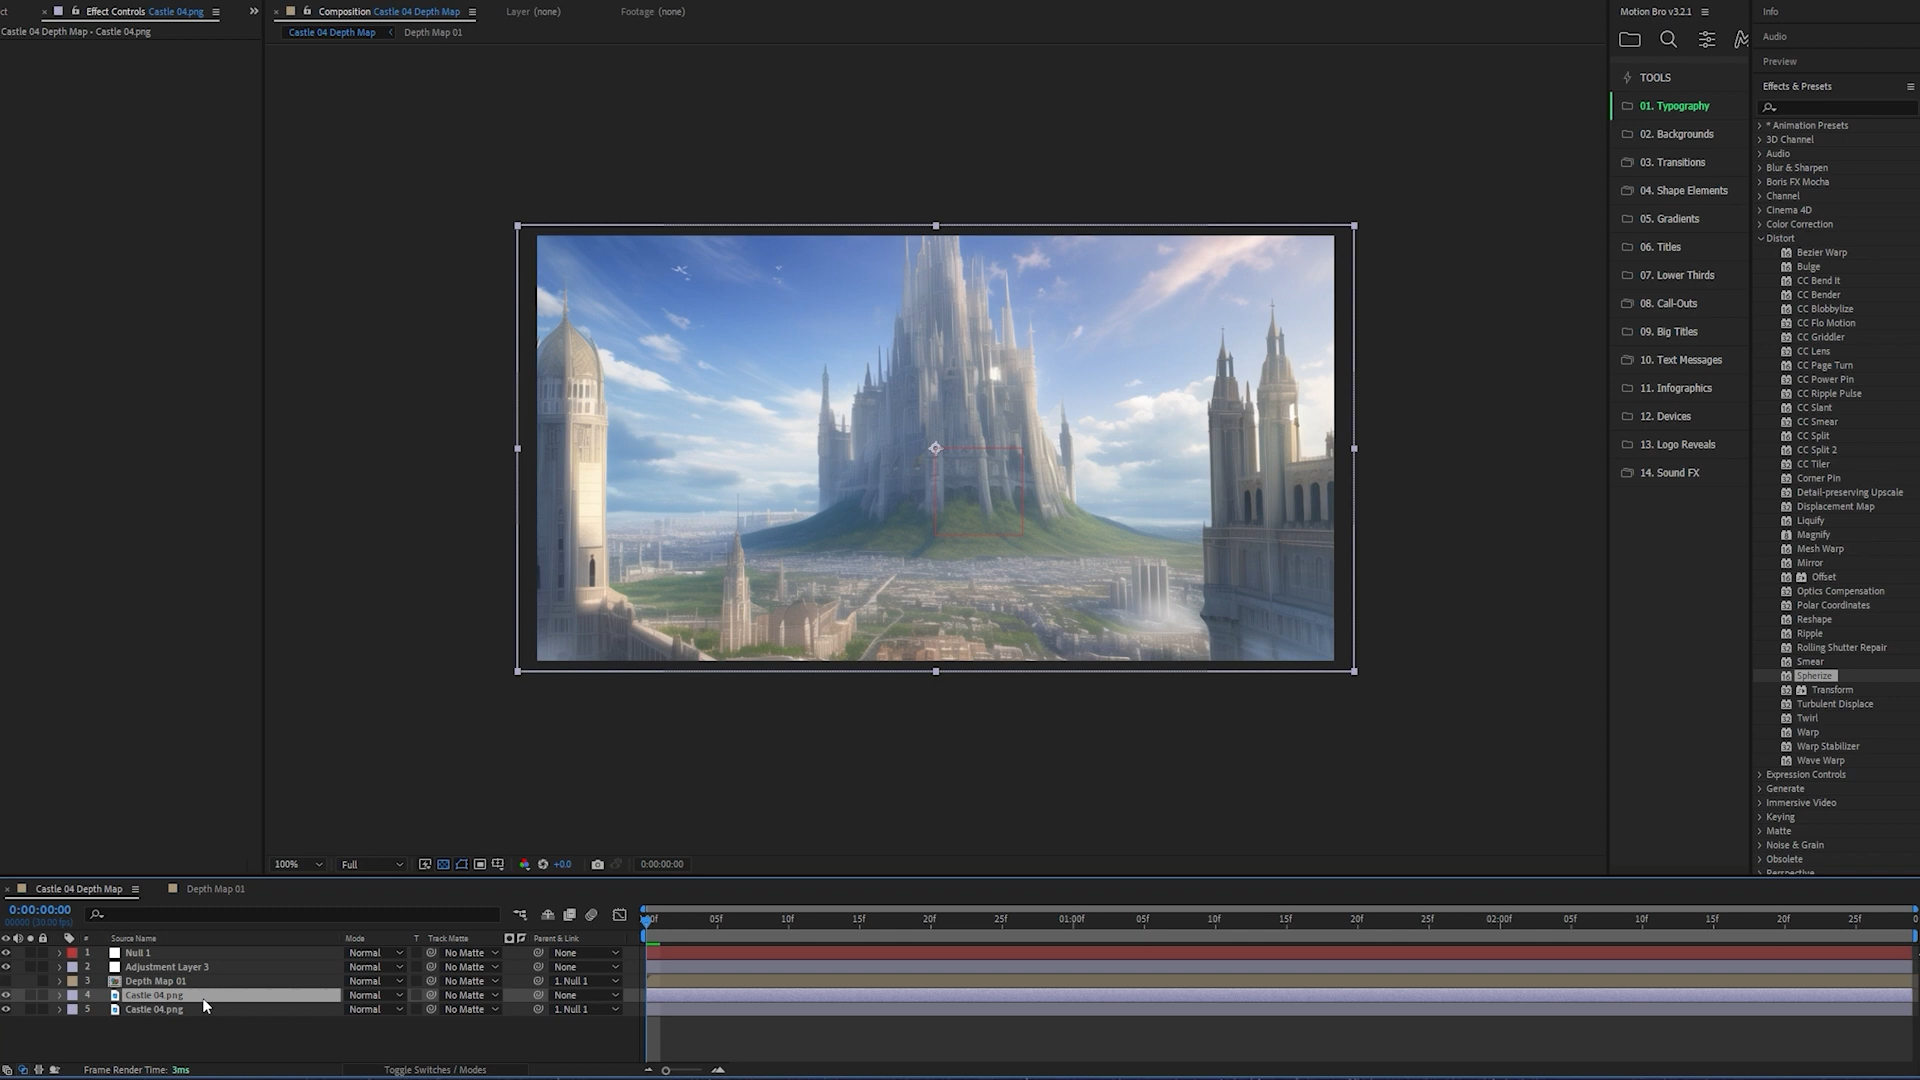 ct
× Effect Controls Castle 04.png
Castle 04 Depth Map - Castle 04.png
× Composition Castle 04 Depth Map
Layer (none)
Footage (none)
Castle 04 Depth Map
Depth Map 01
Motion Bro v3.2.1
TOOLS
01. Typography
02. Backgrounds
03. Transitions
04. Shape Elements
05. Gradients
06. Titles
07. Lower Thirds
08. Call-Outs
09. Big Titles
10. Text Messages
11. Infographics
12. Devices
13. Logo Reveals
14. Sound FX
Info
Audio
Preview
Effects & Presets
* Animation Presets
3D Channel
Audio
Blur & Sharpen
Boris FX Mocha
Channel
Cinema 4D
Color Correction
Distort
Bezier Warp
Bulge
CC Bend It
CC Bender
CC Blobbylize
CC Flo Motion
CC Griddler
CC Lens
CC Page Turn
CC Power Pin
CC Ripple Pulse
CC Slant
CC Smear
CC Split
CC Split 2
CC Tiler
Corner Pin
Detail-preserving Upscale
Displacement Map
Liquify
Magnify
Mesh Warp
Mirror
Offset
Optics Compensation
Polar Coordinates
Reshape
Ripple
Rolling Shutter Repair
Smear
Spherize
Transform
Turbulent Displace
Twirl
Warp
Warp Stabilizer
Wave Warp
Expression Controls
Generate
Immersive Video
Keying
Matte
Noise & Grain
Obsolete
Perspective
100%
Full
+0.0
0:00:00:00
× Castle 04 Depth Map
Depth Map 01
0:00:00:00
00000 (30.00 fps)
:00f 05f 10f 15f 20f 25f 01:00f 05f 10f 15f 20f 25f 02:00f 05f 10f 15f 20f 25f 0
# Source Name Mode T Track Matte Parent & Link
1 Null 1 Normal No Matte None
2 Adjustment Layer 3 Normal No Matte None
3 Depth Map 01 Normal No Matte 1. Null 1
4 Castle 04.png Normal No Matte None
5 Castle 04.png Normal No Matte 1. Null 1
Frame Render Time: 3ms
Toggle Switches / Modes